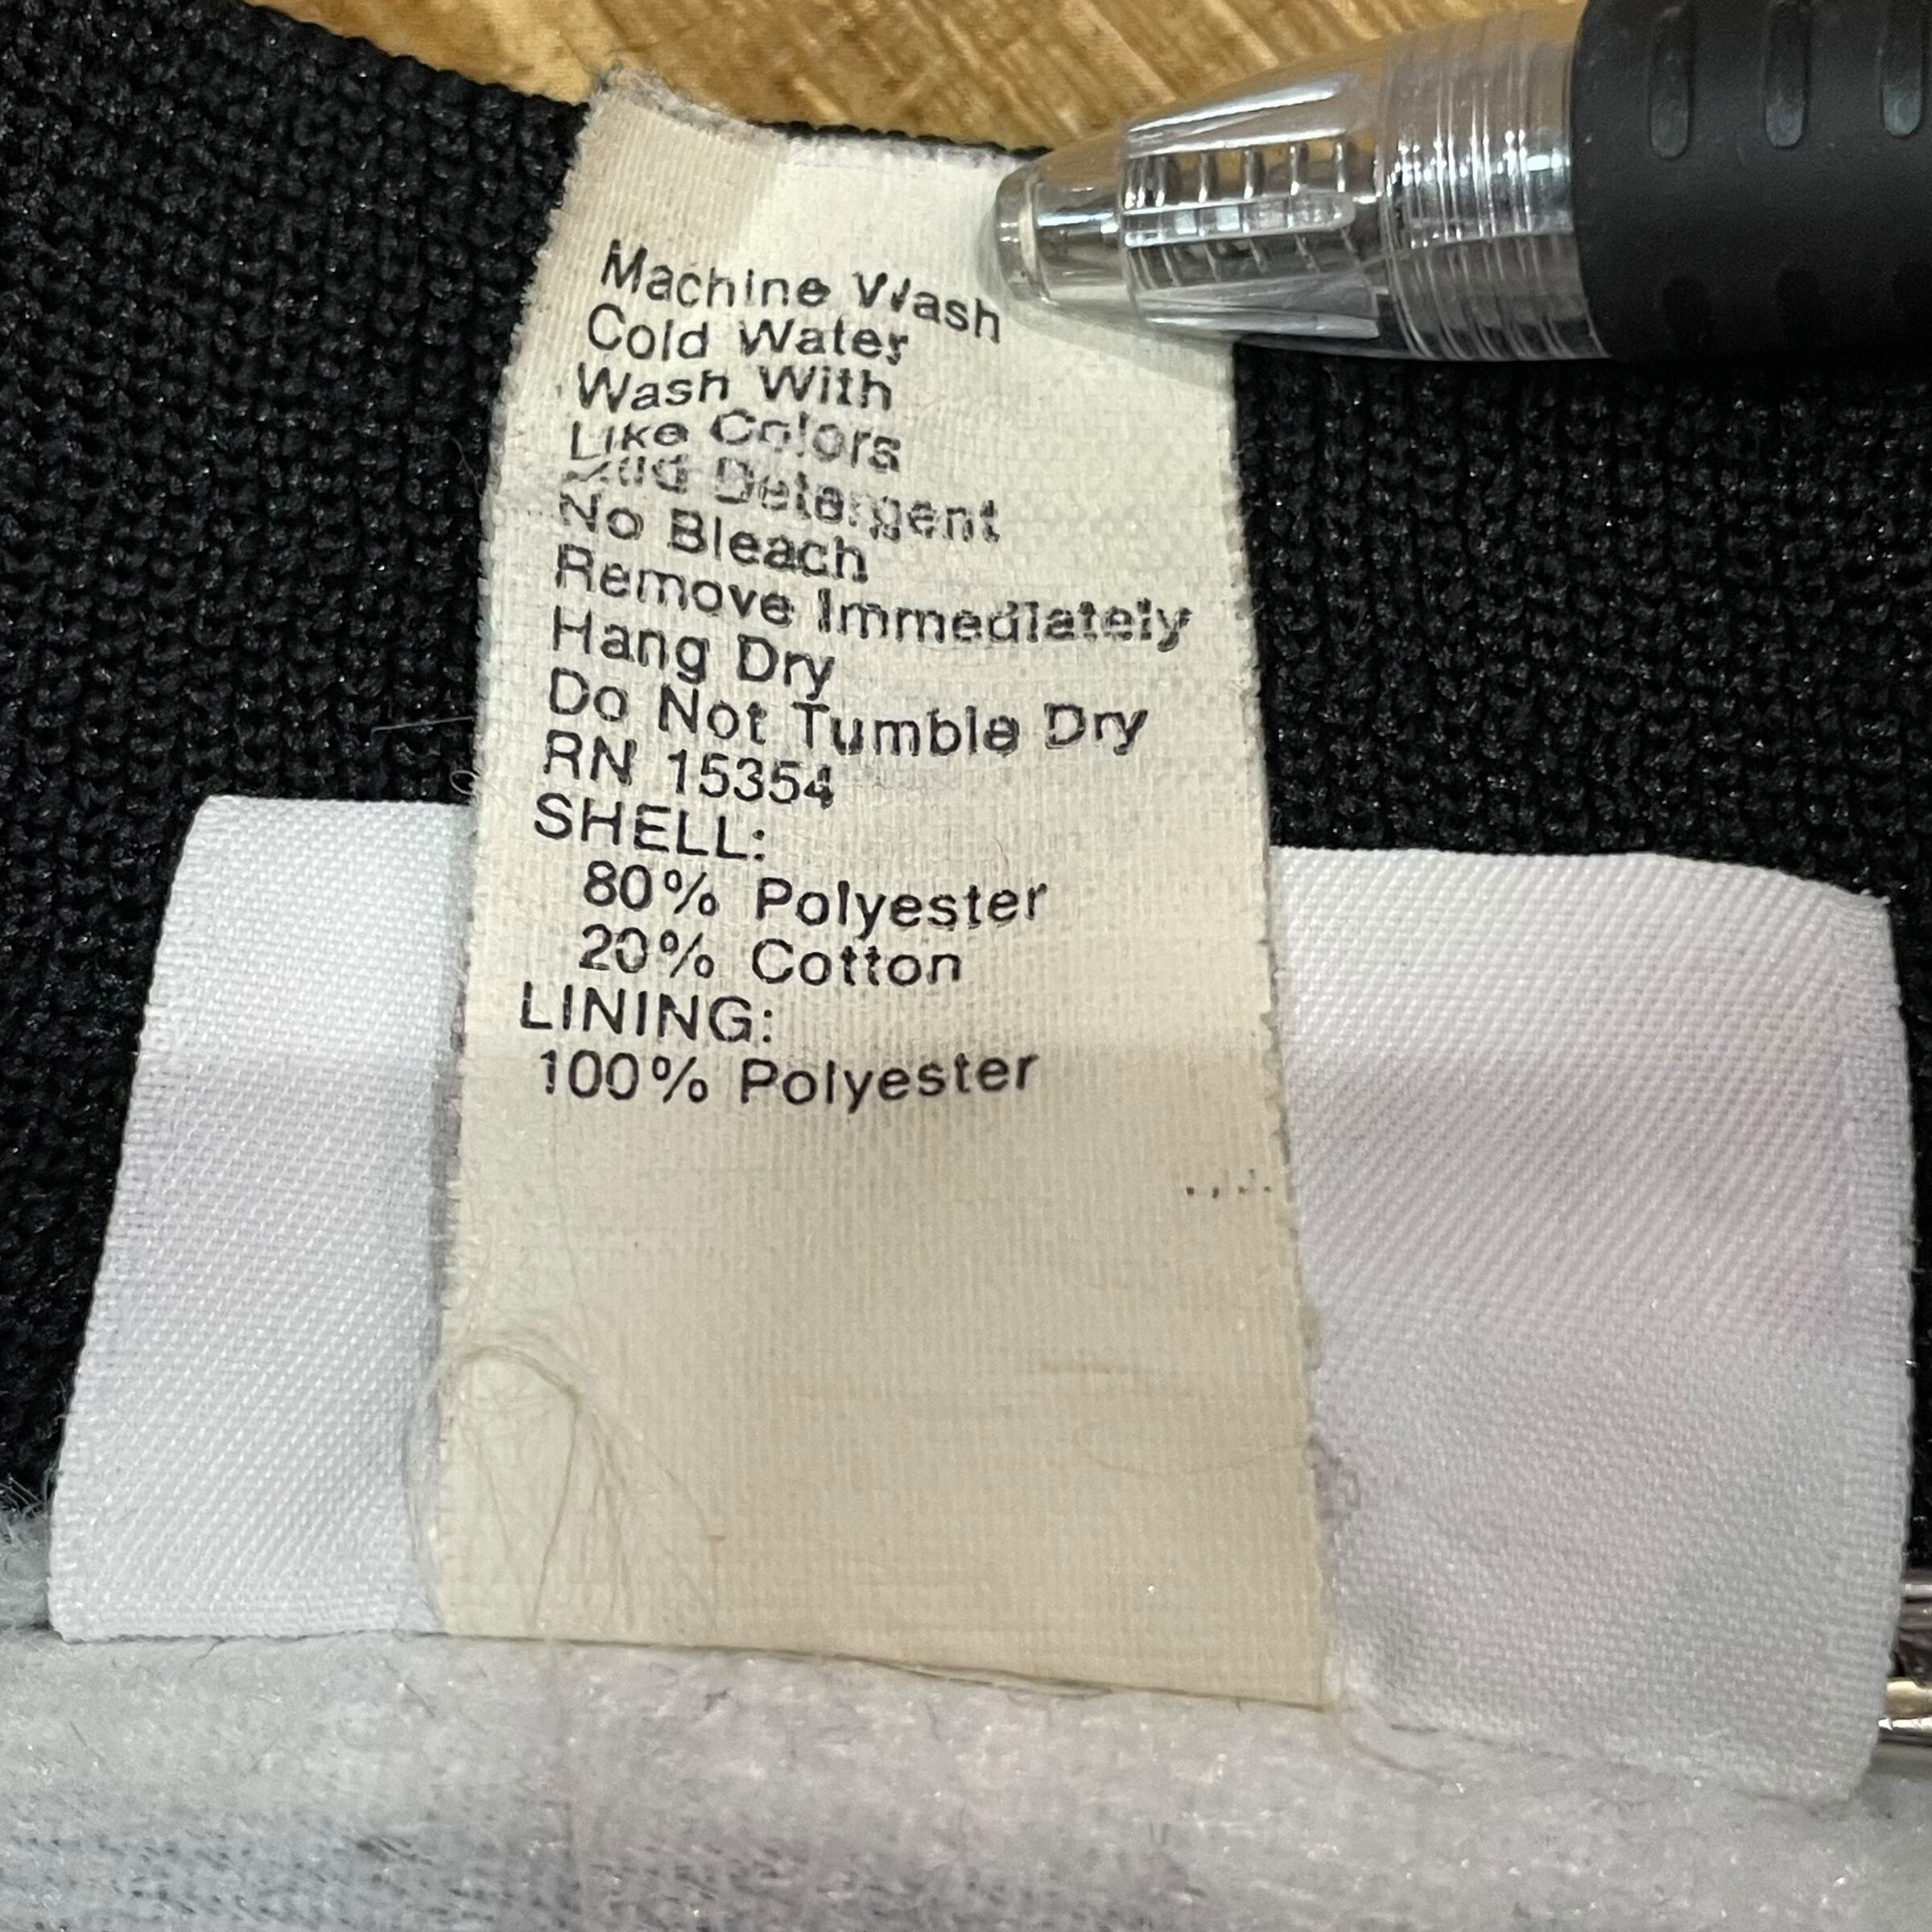 Machine Wash
Cold Water
Wash With
Like Colors
Mild Detergent
No Bleach
Remove Immediately
Hang Dry
Do Not Tumble Dry
RN 15354
SHELL:
80% Polyester
20% Cotton
LINING:
100% Polyester